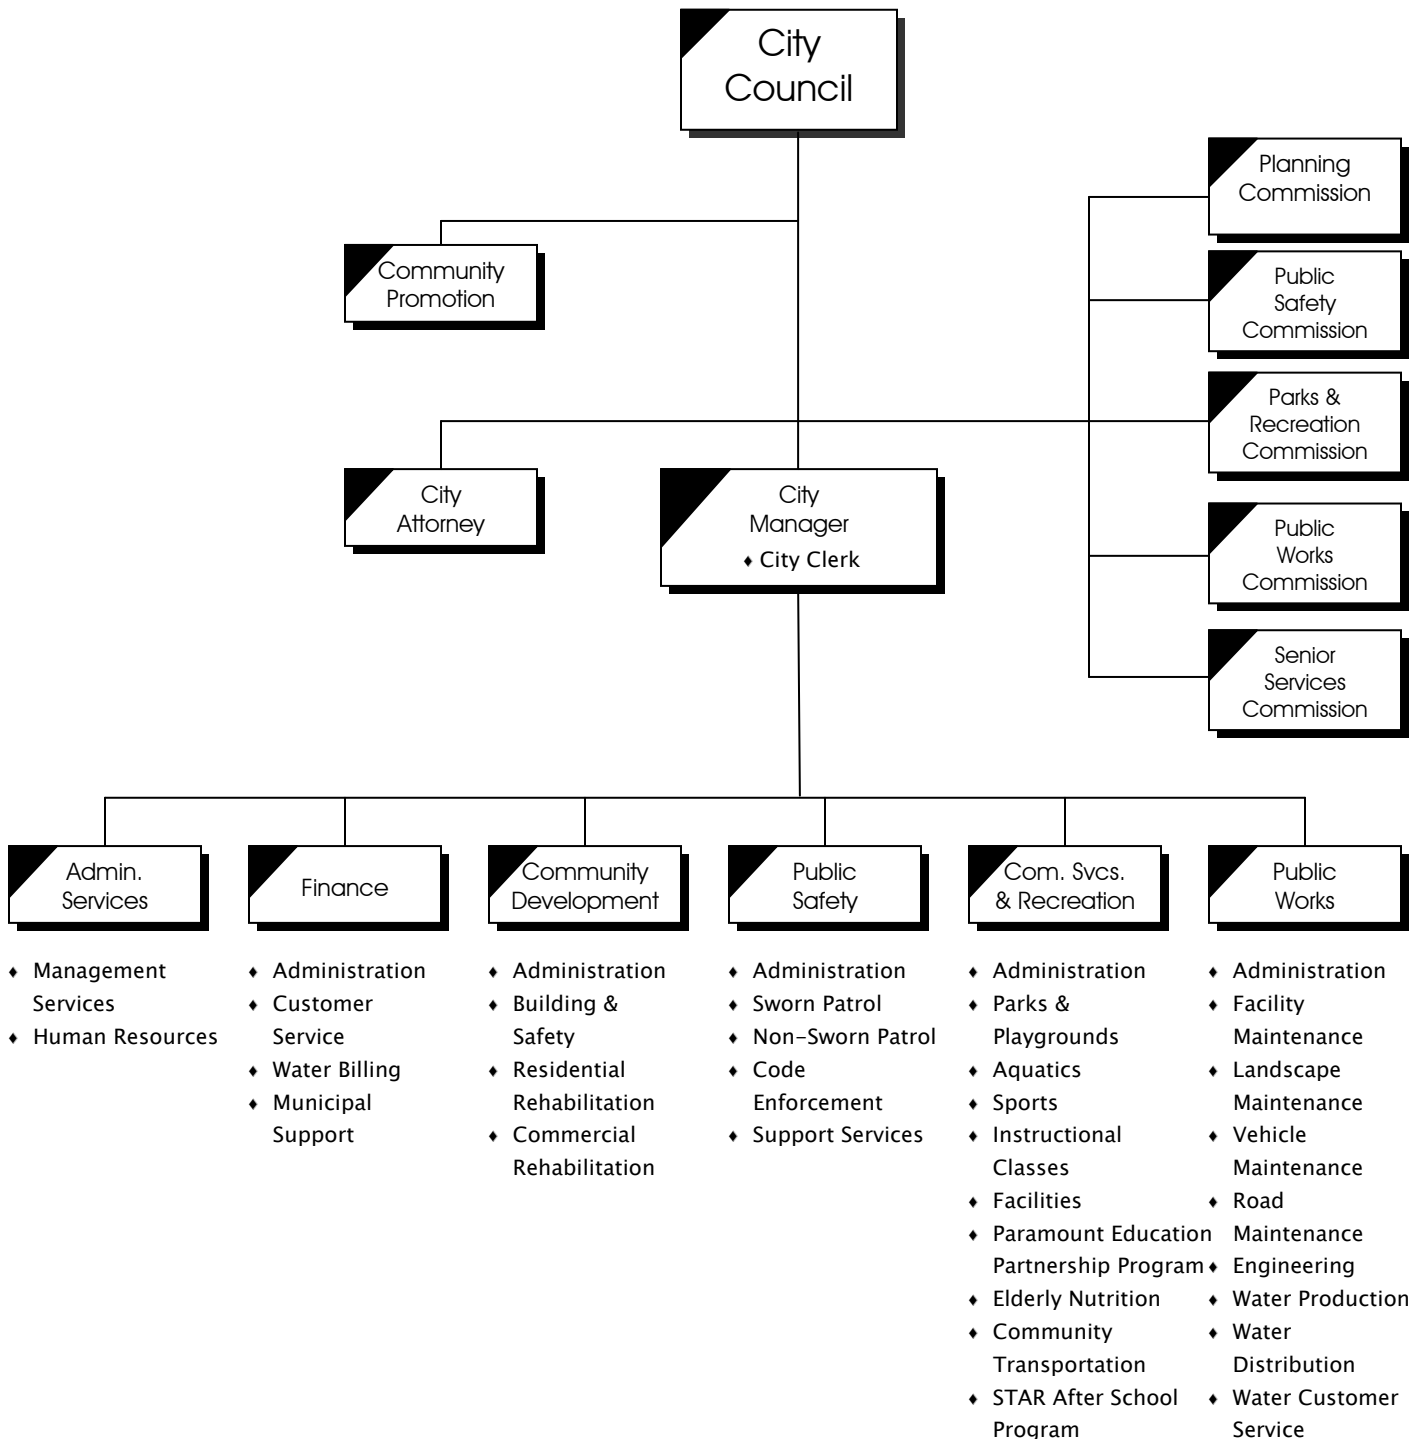 City
Council
Planning
Commission
Community
Promotion
Public
Safety
Commission
Parks &
Recreation
Commission
City
Attorney
City
Manager
♦ City Clerk
Public
Works
Commission
Senior
Services
Commission
Admin.
Services
♦ Management
Services
♦ Human Resources
Finance
♦ Administration
♦ Customer
Service
♦ Water Billing
♦ Municipal
Support
Community
Development
♦ Administration
♦ Building &
Safety
♦ Residential
Rehabilitation
♦ Commercial
Rehabilitation
Public
Safety
♦ Administration
♦ Sworn Patrol
♦ Non-Sworn Patrol
♦ Code
Enforcement
♦ Support Services
Com. Svcs.
& Recreation
♦ Administration
♦ Parks &
Playgrounds
♦ Aquatics
♦ Sports
♦ Instructional
Classes
♦ Facilities
♦ Paramount Education
Partnership Program
♦ Elderly Nutrition
♦ Community
Transportation
♦ STAR After School
Program
Public
Works
♦ Administration
♦ Facility
Maintenance
♦ Landscape
Maintenance
♦ Vehicle
Maintenance
♦ Road
Maintenance
♦ Engineering
♦ Water Production
♦ Water
Distribution
♦ Water Customer
Service